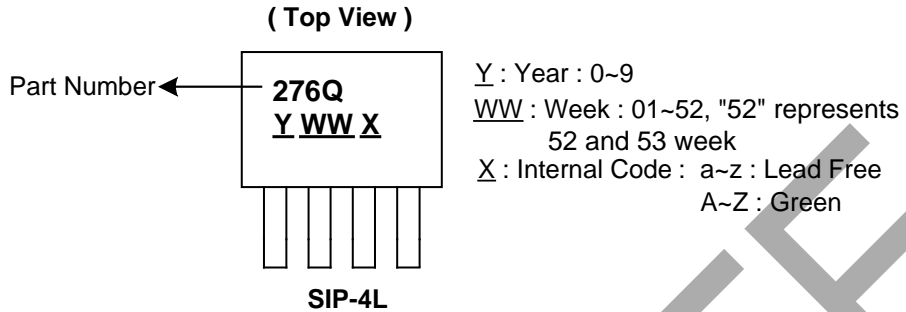 ( Top View )
Part Number
276Q
Y WW X
SIP-4L
Y : Year : 0~9
WW : Week : 01~52, "52" represents
52 and 53 week
X : Internal Code : a~z : Lead Free
A~Z : Green